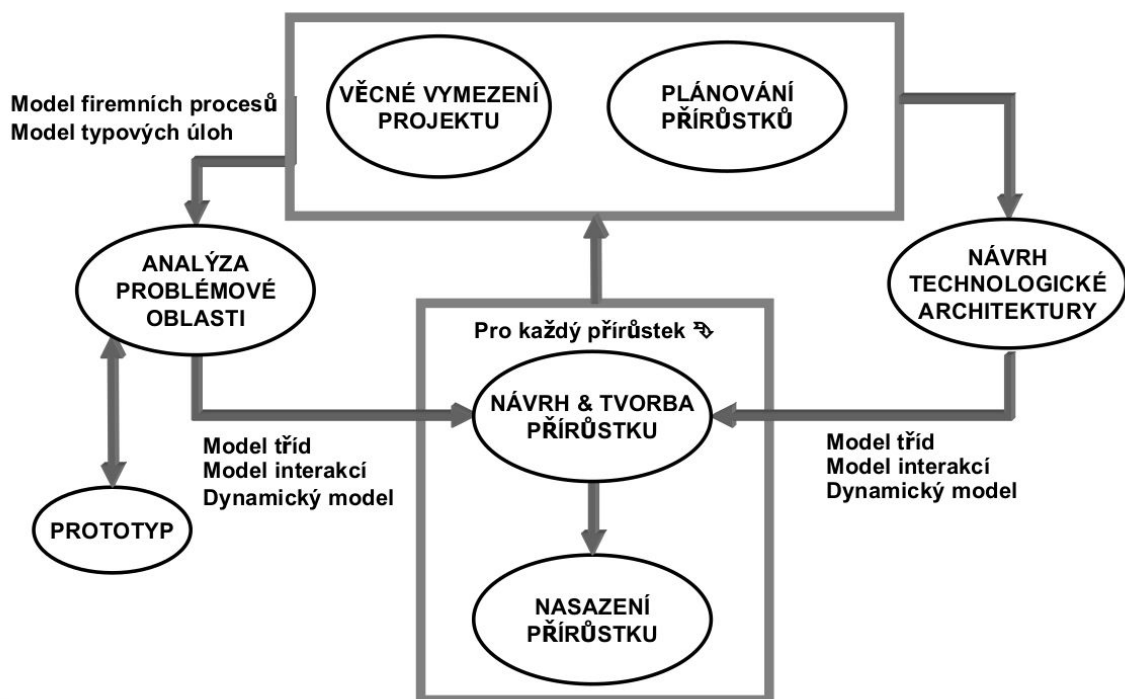 VĚCNÉ VYMEZENÍ
PROJEKTU
PLÁNOVÁNÍ
PŘÍRŮSTKŮ
Model firemních procesů
Model typových úloh
ANALÝZA
PROBLÉMOVÉ
OBLASTI
NÁVRH
TECHNOLOGICKÉ
ARCHITEKTURY
Pro každý přírůstek
NÁVRH & TVORBA
PŘÍRŮSTKU
Model tříd
Model interakcí
Dynamický model
Model tříd
Model interakcí
Dynamický model
PROTOTYP
NASAZENÍ
PŘÍRŮSTKU